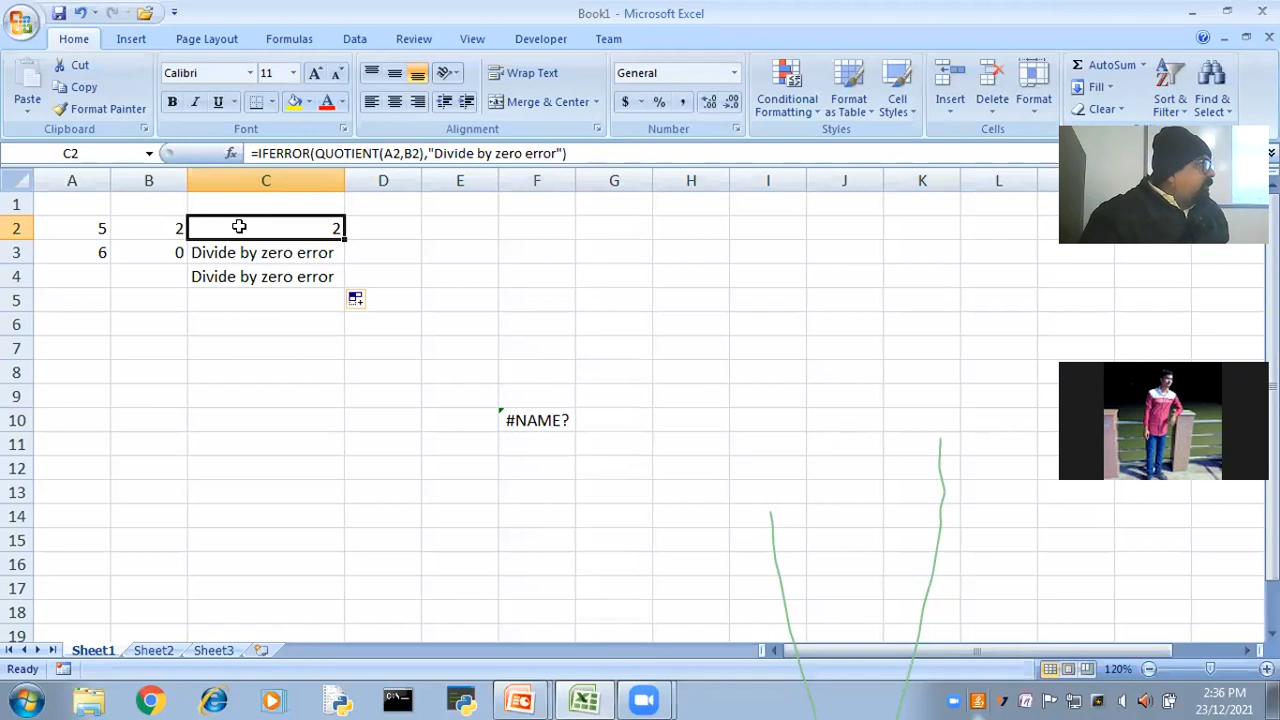 Book1 - Microsoft Excel
Home Insert Page Layout Formulas Data Review View Developer Team
Cut
Copy
Format Painter
Paste
Clipboard
Calibri 11
B I U
Font
Wrap Text
Merge & Center
Alignment
General
$ % ,
Number
Conditional Formatting
Format as Table
Cell Styles
Styles
Insert
Delete
Format
Cells
Σ AutoSum
Fill
Clear
Sort & Filter
Find & Select
C2 fx =IFERROR(QUOTIENT(A2,B2),"Divide by zero error")
A B C D E F G H I J K L
1
2 5 2 2
3 6 0 Divide by zero error
4 Divide by zero error
5
6
7
8
9
10 #NAME?
11
12
13
14
15
16
17
18
19
Sheet1 Sheet2 Sheet3
Ready 120%
2:36 PM
23/12/2021